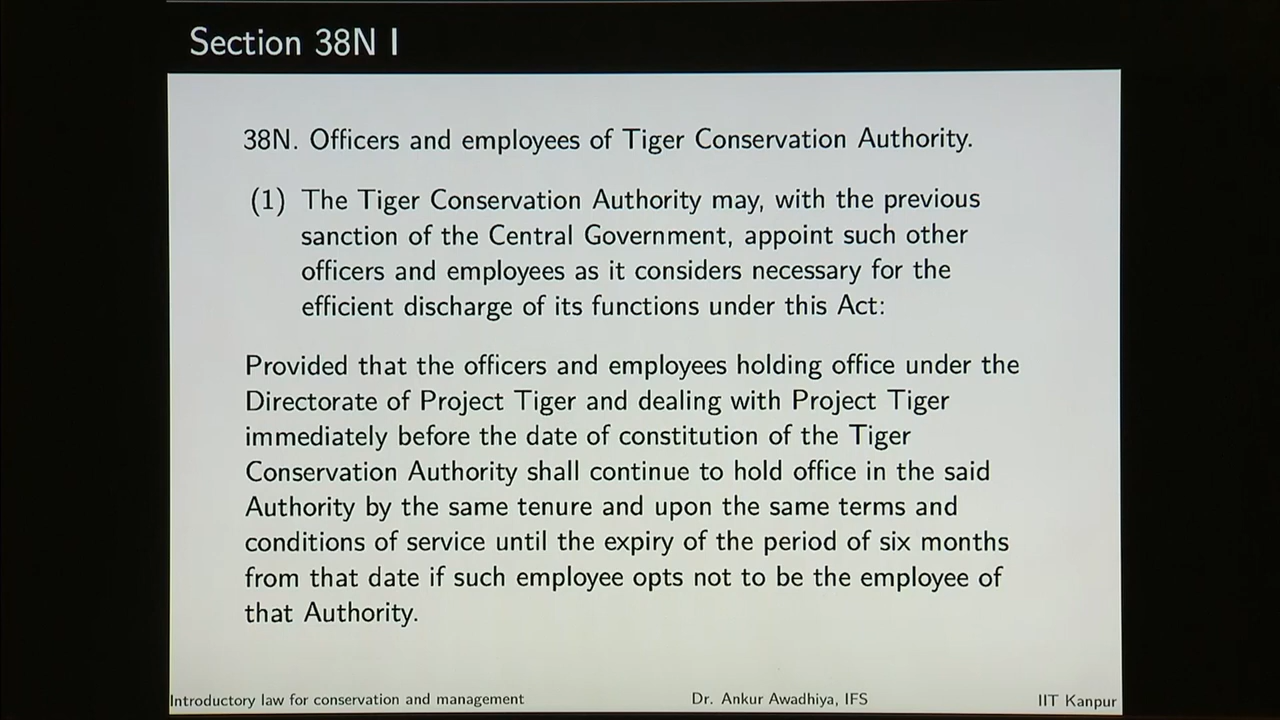 Section 38N I
38N. Officers and employees of Tiger Conservation Authority.
(1) The Tiger Conservation Authority may, with the previous
sanction of the Central Government, appoint such other
officers and employees as it considers necessary for the
efficient discharge of its functions under this Act:
Provided that the officers and employees holding office under the
Directorate of Project Tiger and dealing with Project Tiger
immediately before the date of constitution of the Tiger
Conservation Authority shall continue to hold office in the said
Authority by the same tenure and upon the same terms and
conditions of service until the expiry of the period of six months
from that date if such employee opts not to be the employee of
that Authority.
Introductory law for conservation and management Dr. Ankur Awadhiya, IFS IIT Kanpur